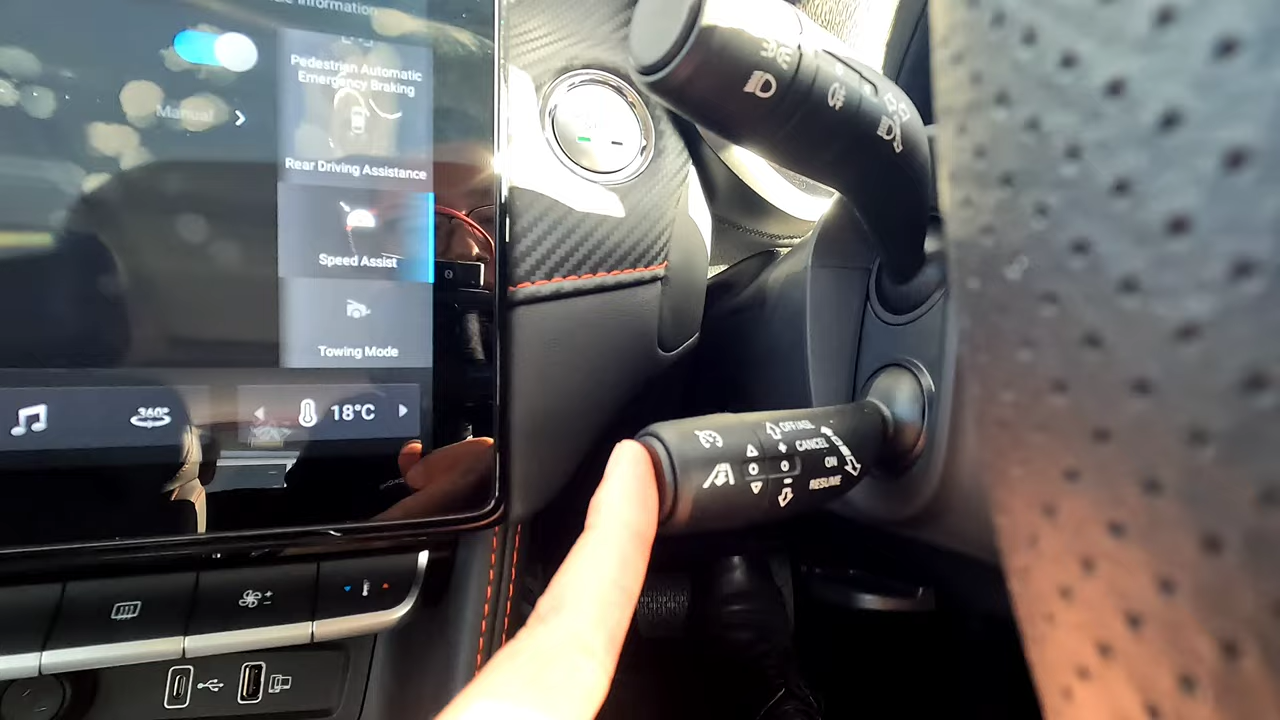 Information
Pedestrian Automatic
Emergency Braking
Manual
Rear Driving Assistance
Speed Assist
Towing Mode
360°
18°C
OFF/ASL
CANCEL
ON
RESUME